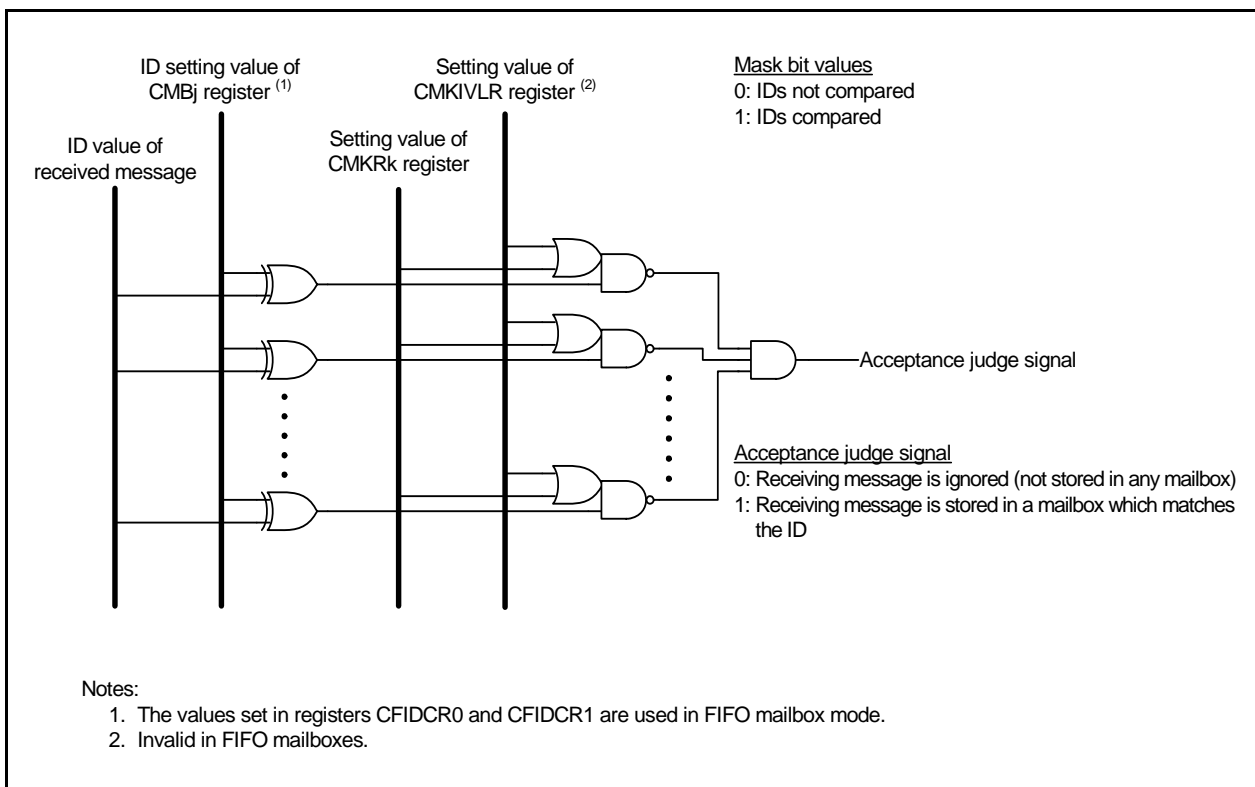 ID setting value of
CMBj register (1)
Setting value of
CMKIVLR register (2)
Mask bit values
0: IDs not compared
1: IDs compared
ID value of
received message
Setting value of
CMKRk register
Acceptance judge signal
Acceptance judge signal
0: Receiving message is ignored (not stored in any mailbox)
1: Receiving message is stored in a mailbox which matches
the ID
Notes:
1. The values set in registers CFIDCR0 and CFIDCR1 are used in FIFO mailbox mode.
2. Invalid in FIFO mailboxes.